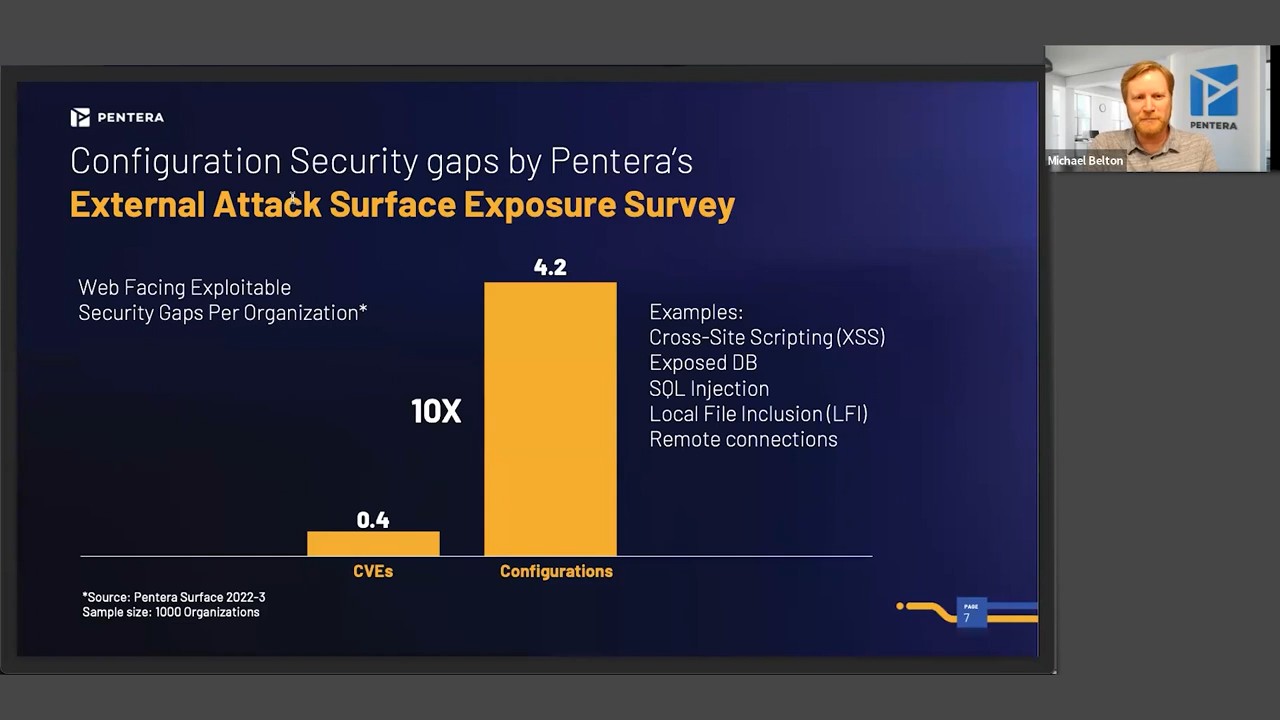 PENTERA
Configuration Security gaps by Pentera's
External Attack Surface Exposure Survey
Web Facing Exploitable
Security Gaps Per Organization*
4.2
10X
0.4
CVEs
Configurations
Examples:
Cross-Site Scripting (XSS)
Exposed DB
SQL Injection
Local File Inclusion (LFI)
Remote connections
*Source: Pentera Surface 2022-3
Sample size: 1000 Organizations
PAGE
7
PENTERA
Michael Belton